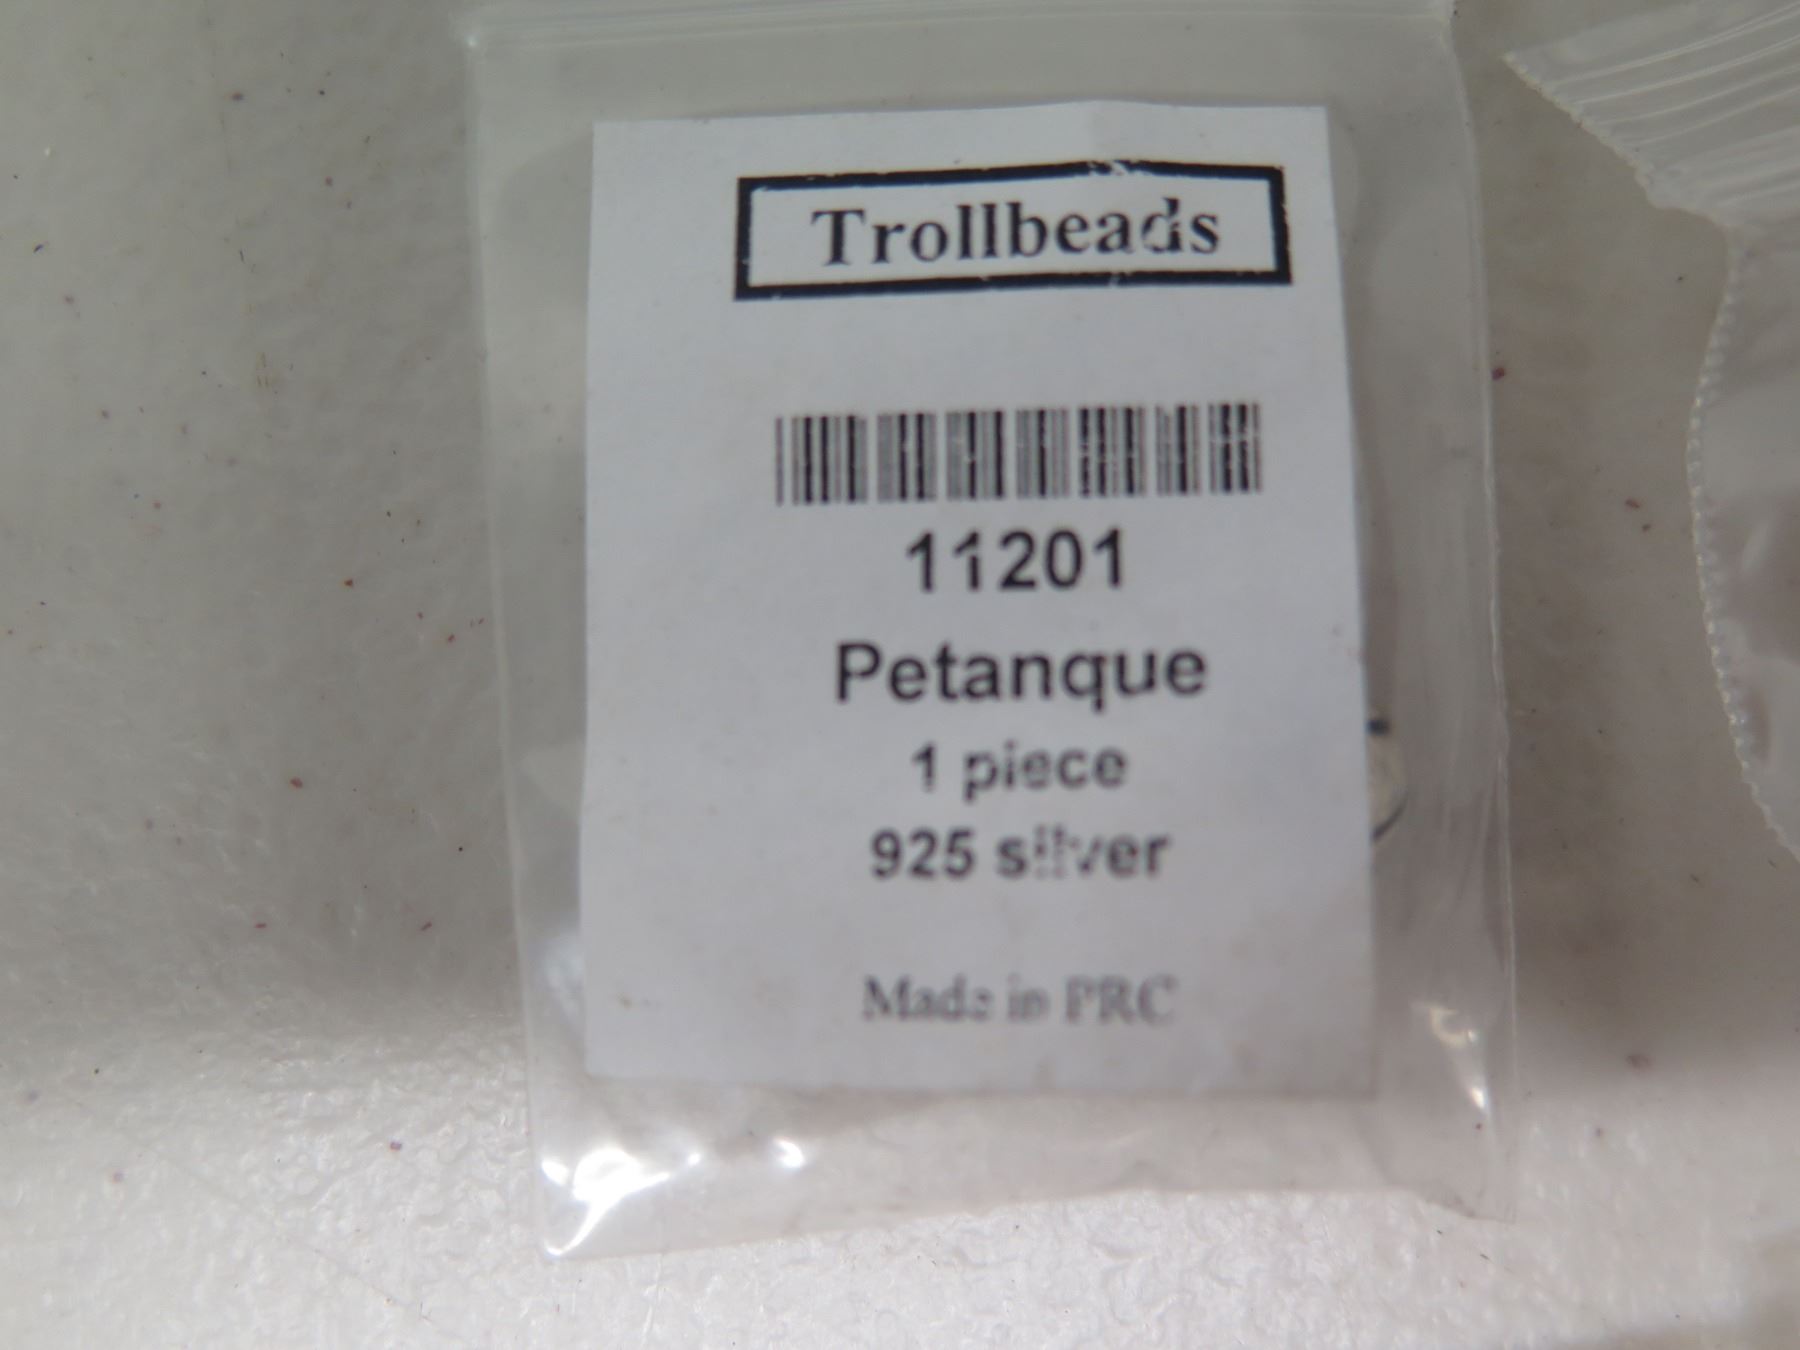 Trollbeads
11201
Petanque
1 piece
925 silver
Made in PRC